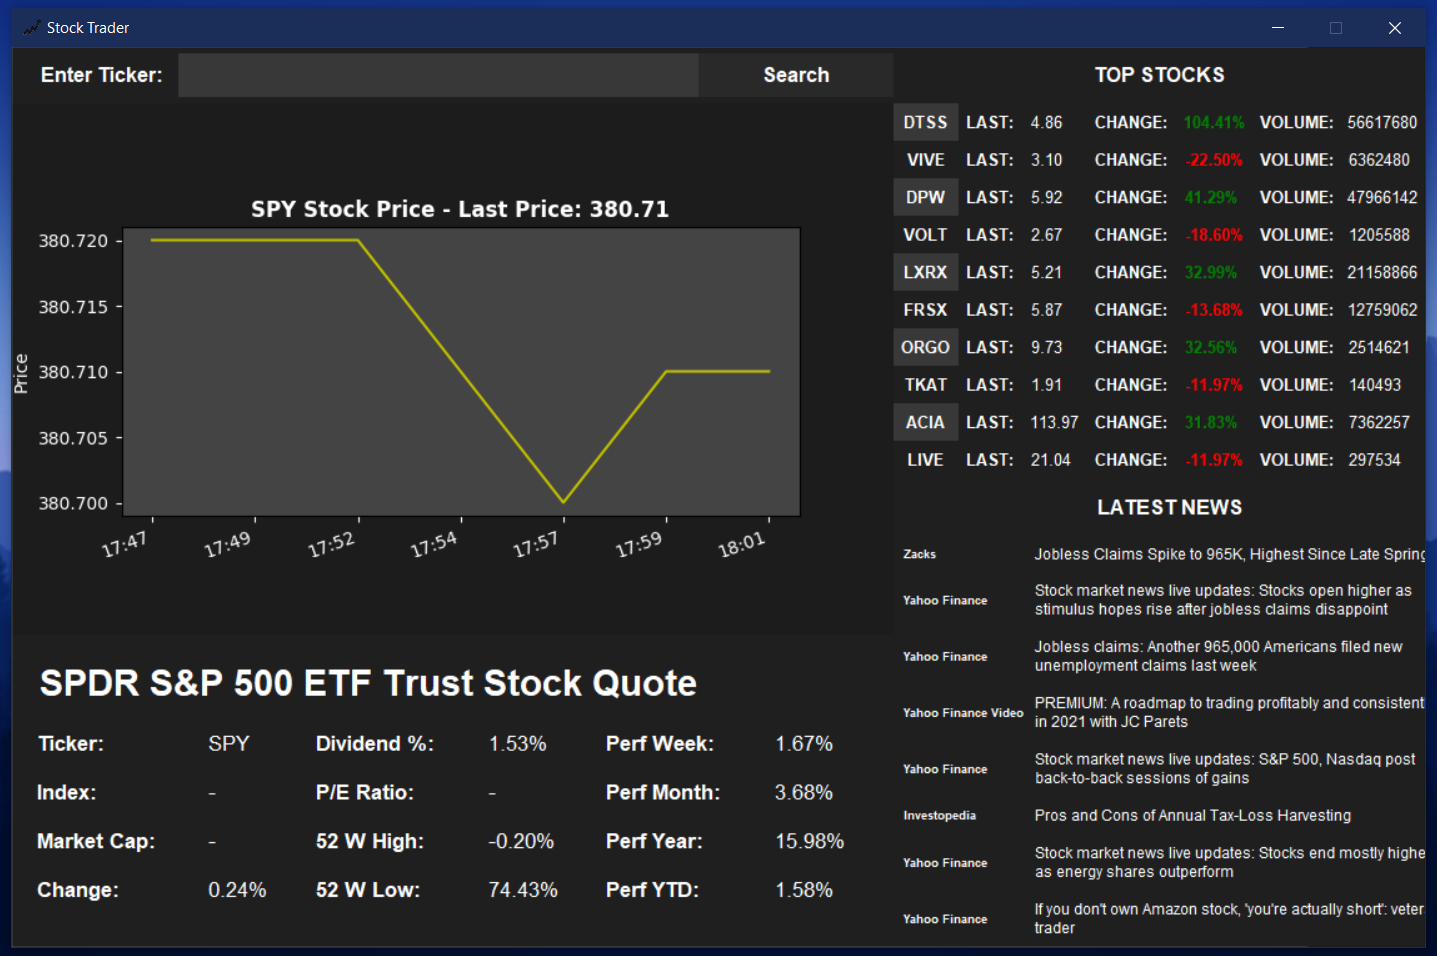 Stock Trader
Enter Ticker:
Search
SPY Stock Price - Last Price: 380.71
380.720
380.715
380.710
380.705
380.700
Price
17:47
17:49
17:52
17:54
17:57
17:59
18:01
SPDR S&P 500 ETF Trust Stock Quote
Ticker: SPY Dividend %: 1.53% Perf Week: 1.67%
Index: - P/E Ratio: - Perf Month: 3.68%
Market Cap: - 52 W High: -0.20% Perf Year: 15.98%
Change: 0.24% 52 W Low: 74.43% Perf YTD: 1.58%
TOP STOCKS
DTSS LAST: 4.86 CHANGE: 104.41% VOLUME: 56617680
VIVE LAST: 3.10 CHANGE: -22.50% VOLUME: 6362480
DPW LAST: 5.92 CHANGE: 41.29% VOLUME: 47966142
VOLT LAST: 2.67 CHANGE: -18.60% VOLUME: 1205588
LXRX LAST: 5.21 CHANGE: 32.99% VOLUME: 21158866
FRSX LAST: 5.87 CHANGE: -13.68% VOLUME: 12759062
ORGO LAST: 9.73 CHANGE: 32.56% VOLUME: 2514621
TKAT LAST: 1.91 CHANGE: -11.97% VOLUME: 140493
ACIA LAST: 113.97 CHANGE: 31.83% VOLUME: 7362257
LIVE LAST: 21.04 CHANGE: -11.97% VOLUME: 297534
LATEST NEWS
Zacks
Jobless Claims Spike to 965K, Highest Since Late Spring
Yahoo Finance
Stock market news live updates: Stocks open higher as
stimulus hopes rise after jobless claims disappoint
Yahoo Finance
Jobless claims: Another 965,000 Americans filed new
unemployment claims last week
Yahoo Finance Video
PREMIUM: A roadmap to trading profitably and consistent
in 2021 with JC Parets
Yahoo Finance
Stock market news live updates: S&P 500, Nasdaq post
back-to-back sessions of gains
Investopedia
Pros and Cons of Annual Tax-Loss Harvesting
Yahoo Finance
Stock market news live updates: Stocks end mostly highe
as energy shares outperform
Yahoo Finance
If you don't own Amazon stock, 'you're actually short': veter
trader